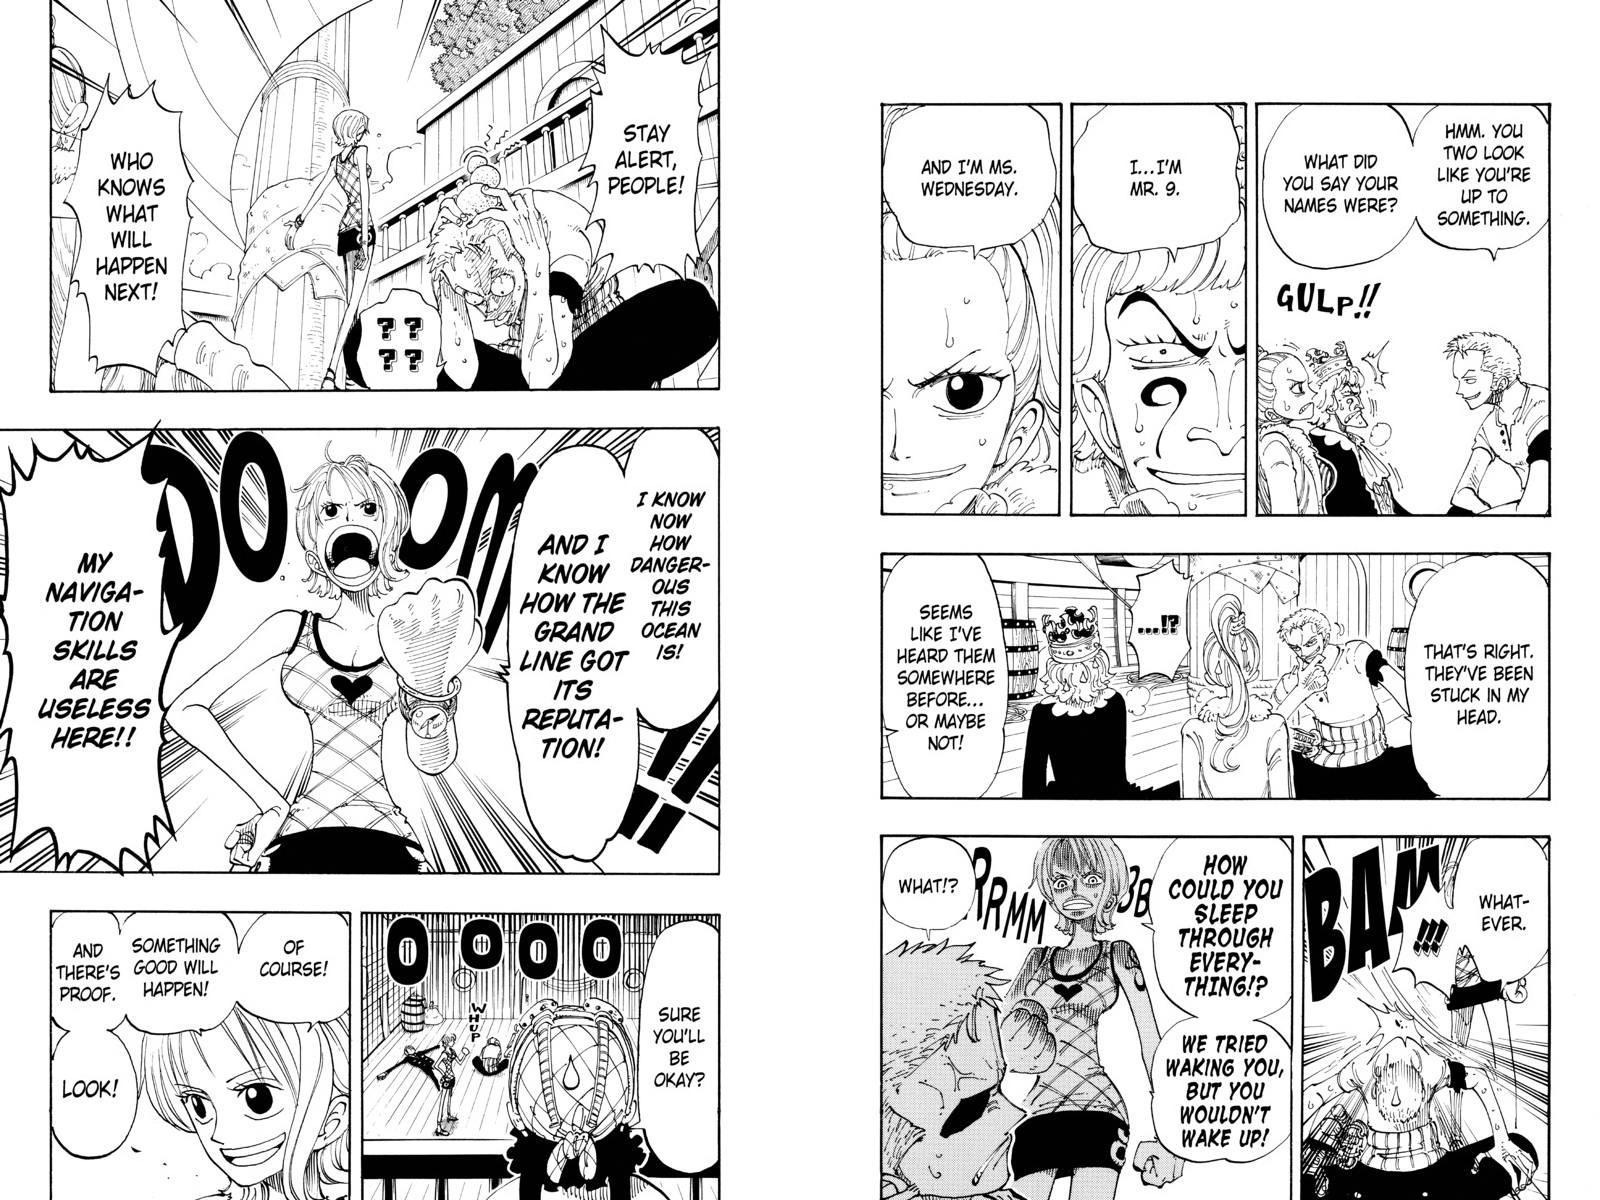 HMM. YOU
TWO LOOK
LIKE YOU'RE
UP TO
SOMETHING.
WHAT DID
YOU SAY YOUR
NAMES WERE?
GULP!!
I...I'M
MR. 9.
AND I'M MS.
WEDNESDAY.
THAT'S RIGHT.
THEY'VE BEEN
STUCK IN MY
HEAD.
...!?
SEEMS
LIKE I'VE
HEARD THEM
SOMEWHERE
BEFORE...
OR MAYBE
NOT!
WHAT-
EVER.
BAM
!!!
HOW
COULD YOU
SLEEP
THROUGH
EVERY-
THING!?
WE TRIED
WAKING YOU,
BUT YOU
WOULDN'T
WAKE UP!
BB
RRMM
WHAT!?
STAY
ALERT,
PEOPLE!
? ?
? ?
WHO
KNOWS
WHAT
WILL
HAPPEN
NEXT!
I KNOW
NOW
HOW
DANGER-
OUS
THIS
OCEAN
IS!
AND I
KNOW
HOW THE
GRAND
LINE GOT
ITS
REPUTA-
TION!
DOOM
!!
MY
NAVIGA-
TION
SKILLS
ARE
USELESS
HERE!!
SURE
YOU'LL
BE
OKAY?
OOOO
WHUP
OF
COURSE!
SOMETHING
GOOD WILL
HAPPEN!
AND
THERE'S
PROOF.
LOOK!